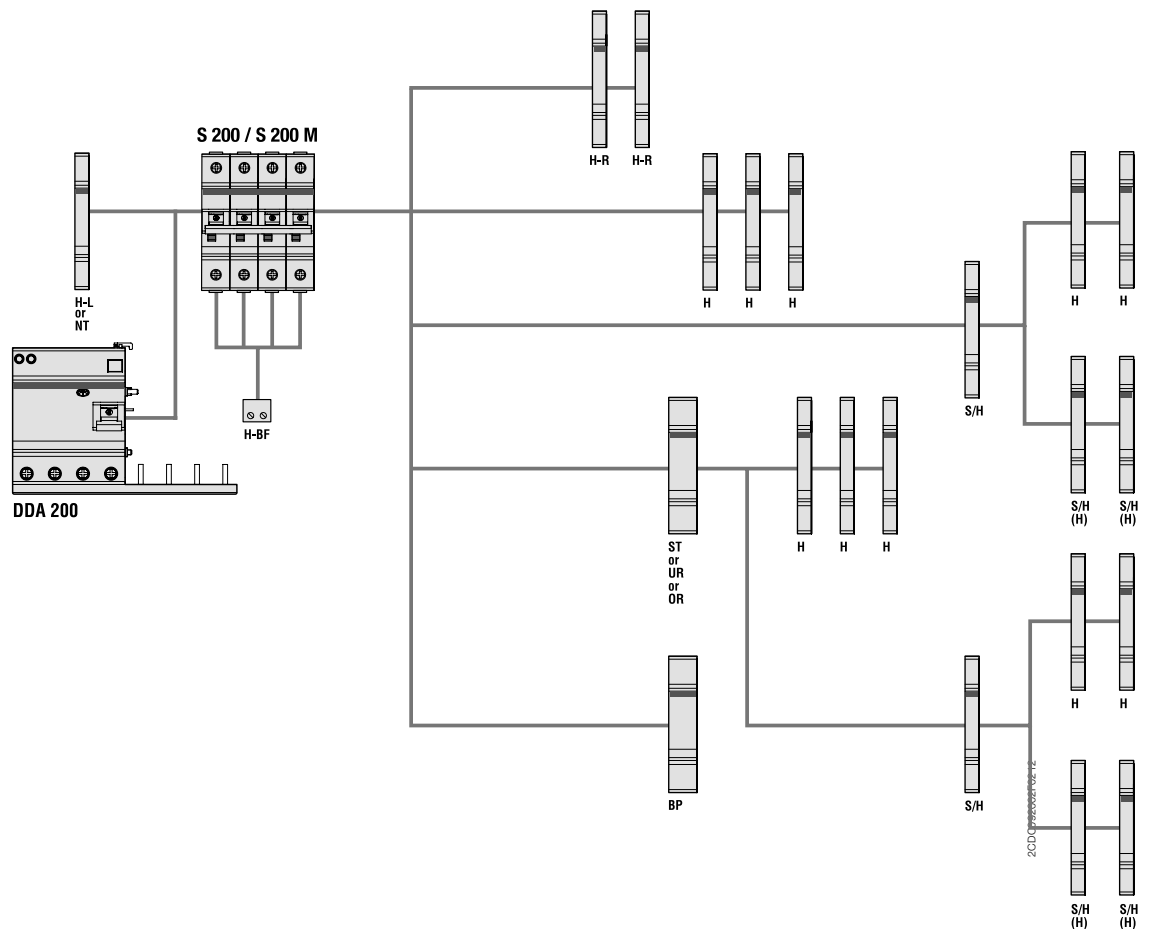 S 200 / S 200 M
H-R H-R
H-L
or
NT
H H H
H H
S/H
H-BF
DDA 200
S/H
(H)
S/H
(H)
ST
or
UR
or
OR
H H H
H H
BP
S/H
S/H
(H)
S/H
(H)